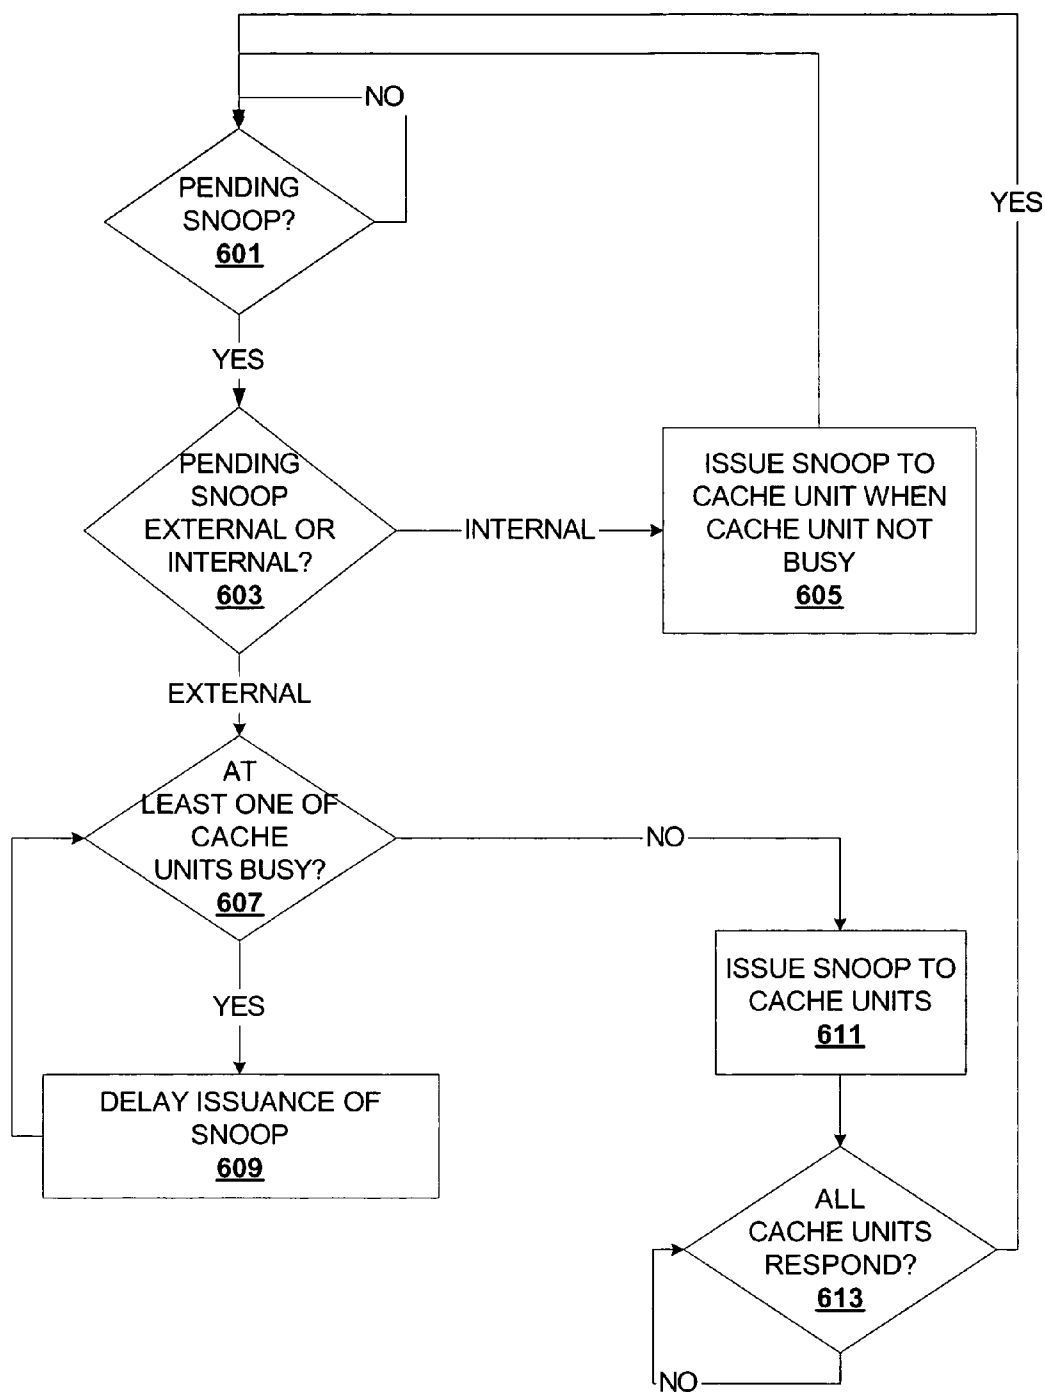 NO
PENDING
SNOOP?
601
YES
YES
PENDING
SNOOP
EXTERNAL OR
INTERNAL?
603
INTERNAL
ISSUE SNOOP TO
CACHE UNIT WHEN
CACHE UNIT NOT
BUSY
605
EXTERNAL
AT
LEAST ONE OF
CACHE
UNITS BUSY?
607
NO
YES
ISSUE SNOOP TO
CACHE UNITS
611
DELAY ISSUANCE OF
SNOOP
609
ALL
CACHE UNITS
RESPOND?
613
NO